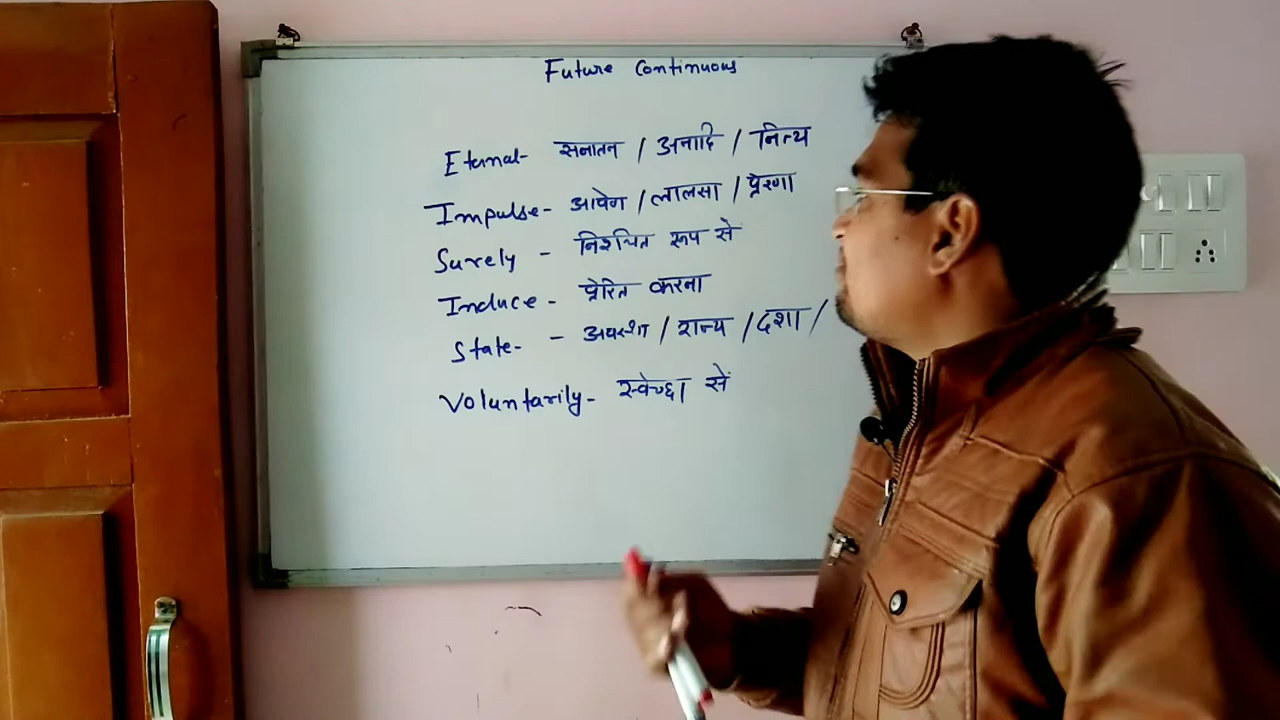 Future Continuous
Eternal- सनातन / अनादि / नित्य
Impulse- आवेग / लालसा / प्रेरणा
Surely - निश्चित रूप से
Induce - प्रेरित करना
State- - अवस्था / राज्य / दशा /
Voluntarily- स्वेच्छा सें